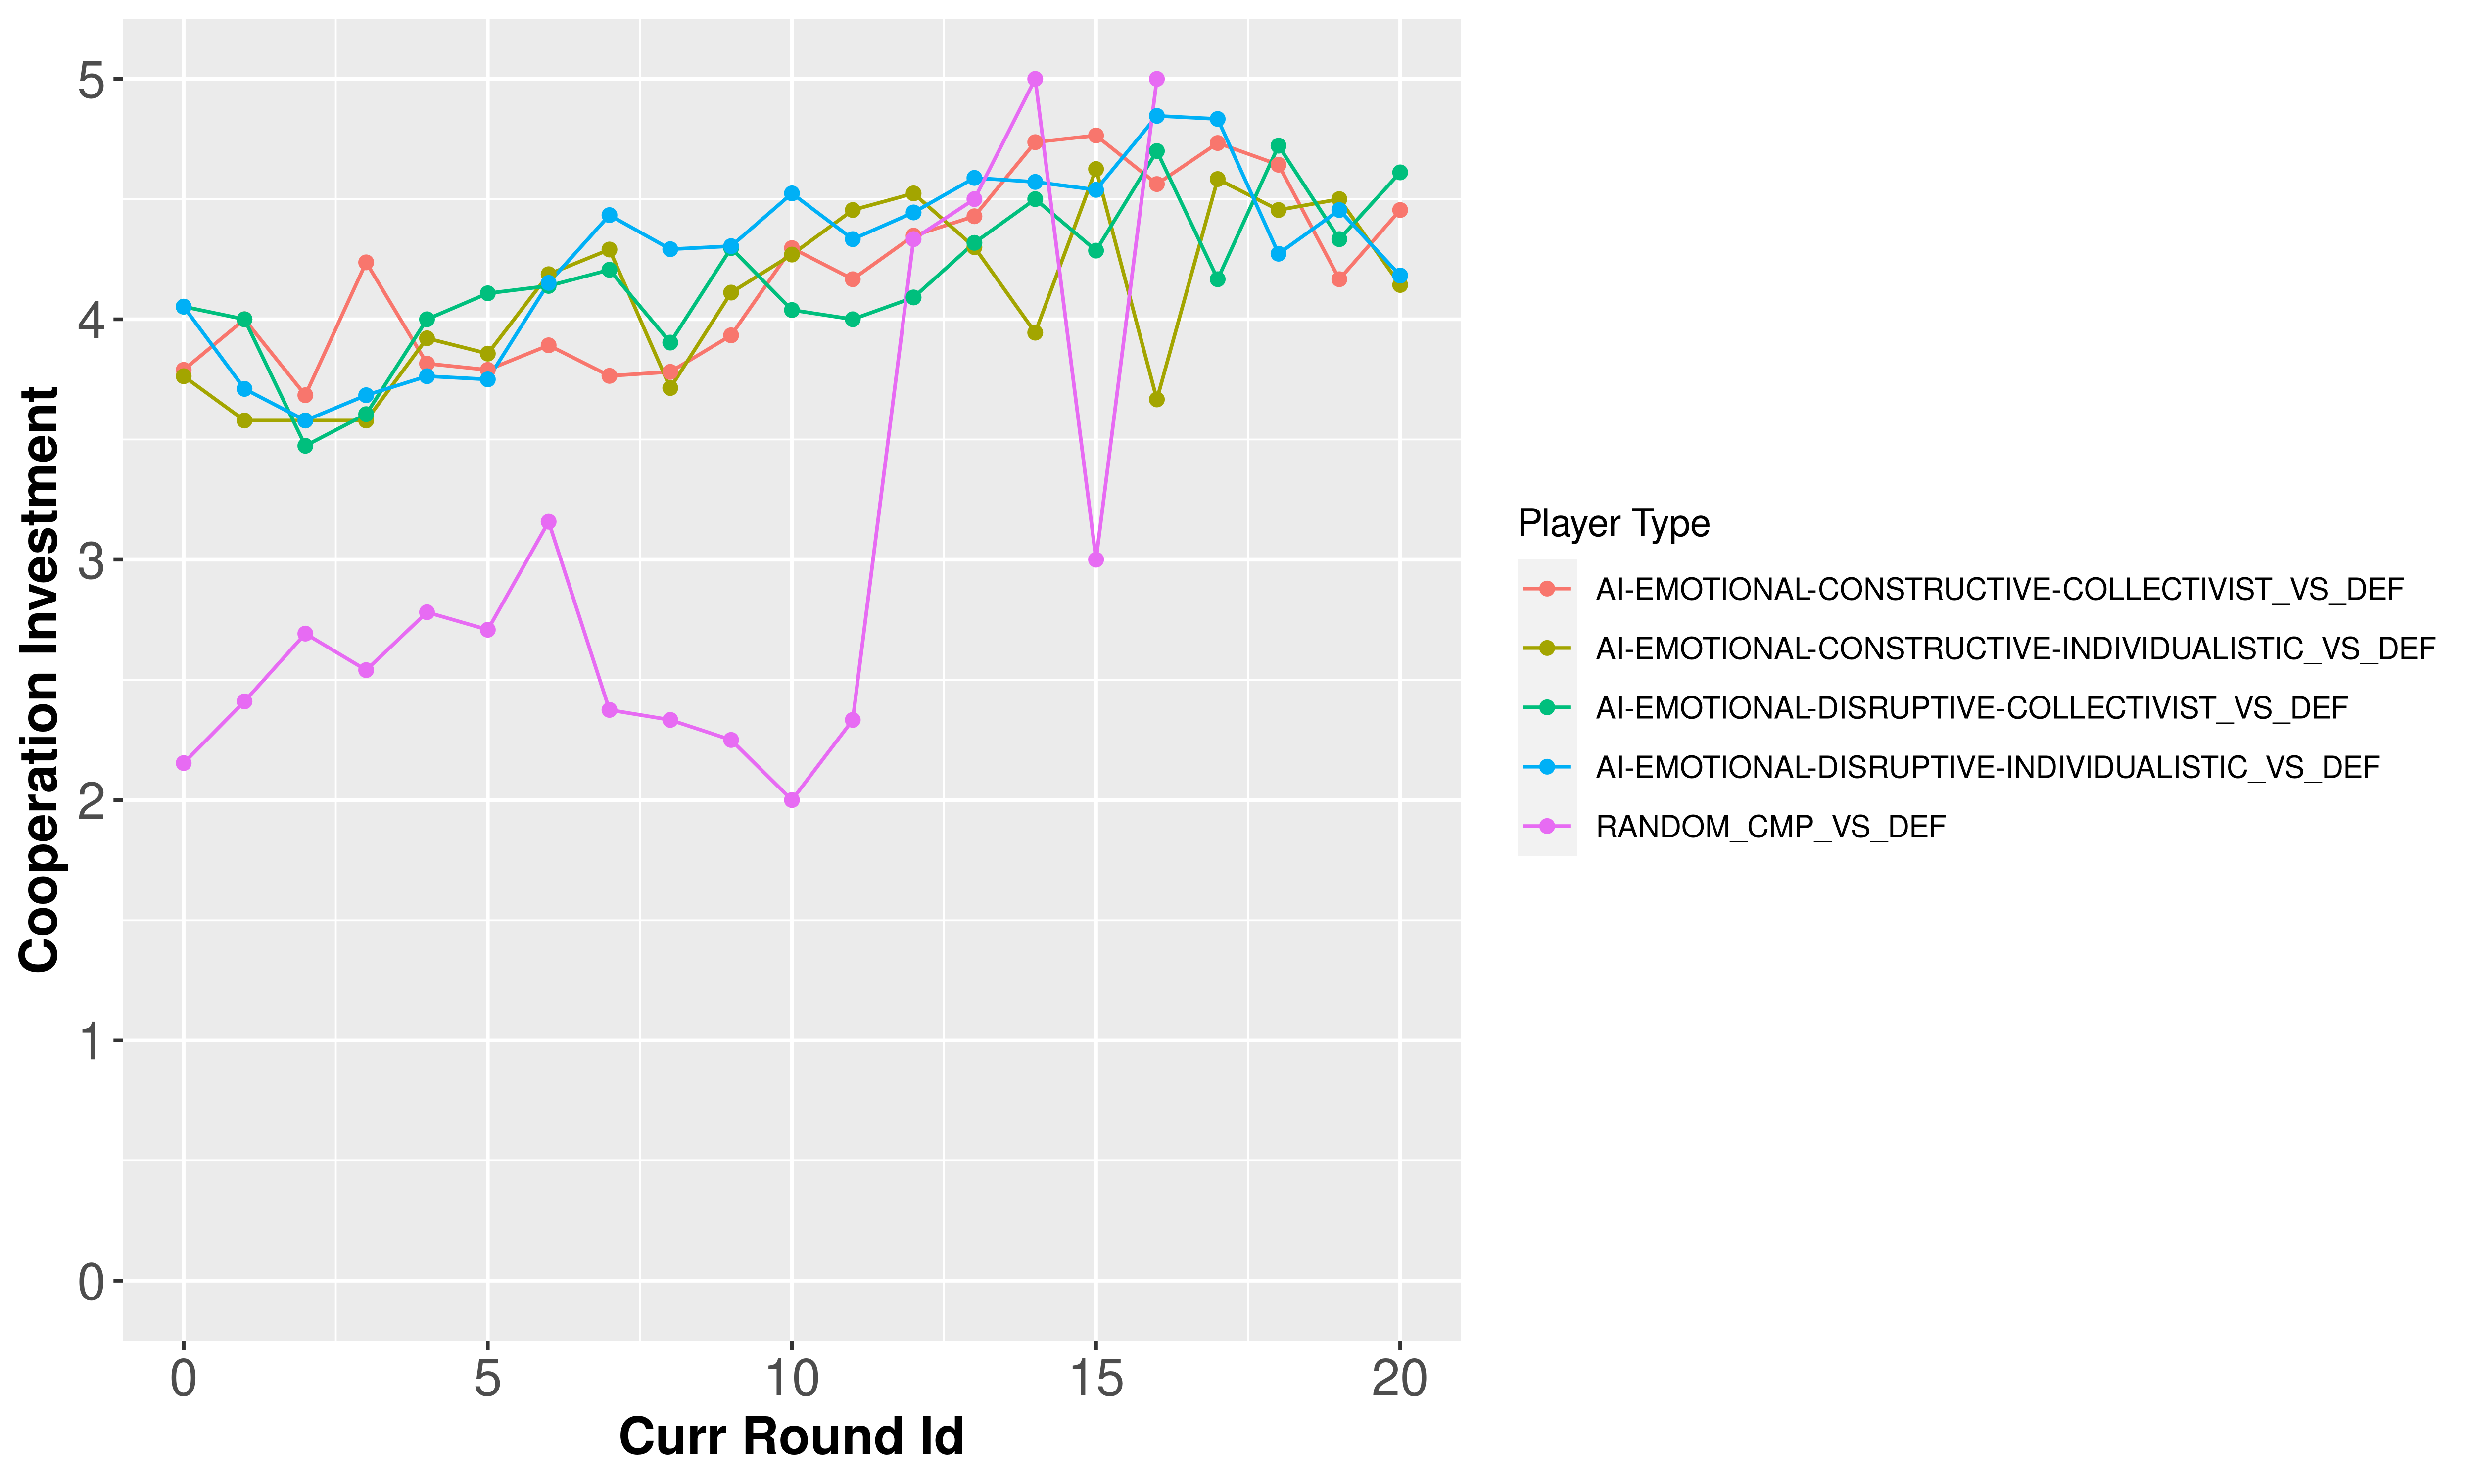 Cooperation Investment
5
4
3
2
1
0
0 5 10 15 20
Curr Round Id
Player Type
AI-EMOTIONAL-CONSTRUCTIVE-COLLECTIVIST_VS_DEF
AI-EMOTIONAL-CONSTRUCTIVE-INDIVIDUALISTIC_VS_DEF
AI-EMOTIONAL-DISRUPTIVE-COLLECTIVIST_VS_DEF
AI-EMOTIONAL-DISRUPTIVE-INDIVIDUALISTIC_VS_DEF
RANDOM_CMP_VS_DEF